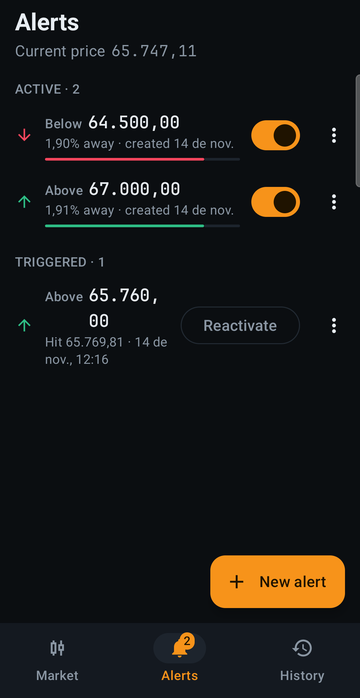 Alerts
Current price 65.747,11
ACTIVE · 2
Below 64.500,00
1,90% away · created 14 de nov.
Above 67.000,00
1,91% away · created 14 de nov.
TRIGGERED · 1
Above 65.760,
00
Hit 65.769,81 · 14 de
nov., 12:16
Reactivate
+ New alert
2
Market
Alerts
History